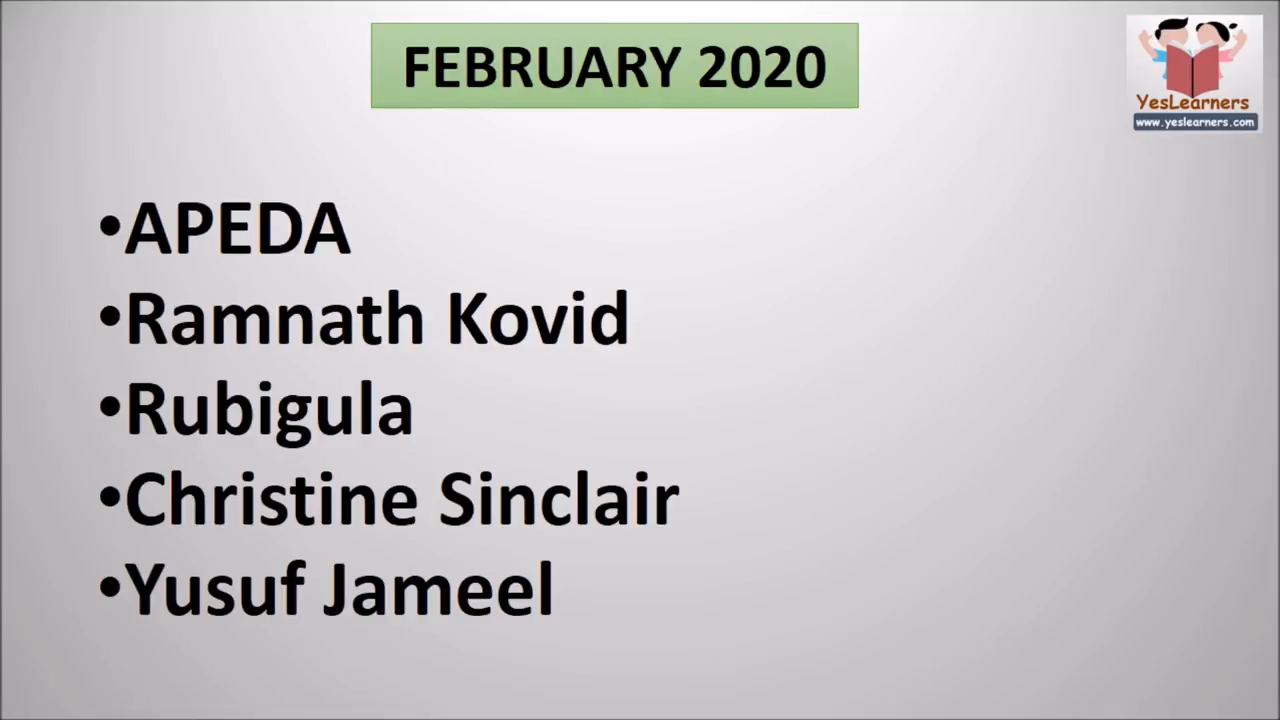 FEBRUARY 2020
YesLearners
www.yeslearners.com
•APEDA
•Ramnath Kovid
•Rubigula
•Christine Sinclair
•Yusuf Jameel